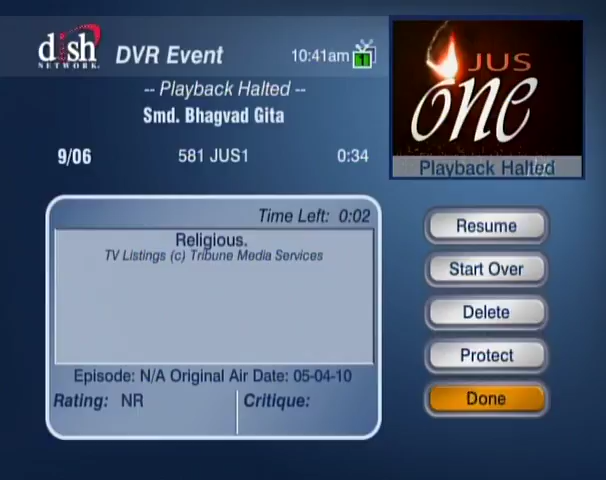 dish
NETWORK.
DVR Event
10:41am
1
-- Playback Halted --
Smd. Bhagvad Gita
9/06 581 JUS1 0:34
JUS
one
Playback Halted
Time Left: 0:02
Religious.
TV Listings (c) Tribune Media Services
Episode: N/A Original Air Date: 05-04-10
Rating: NR Critique:
Resume
Start Over
Delete
Protect
Done